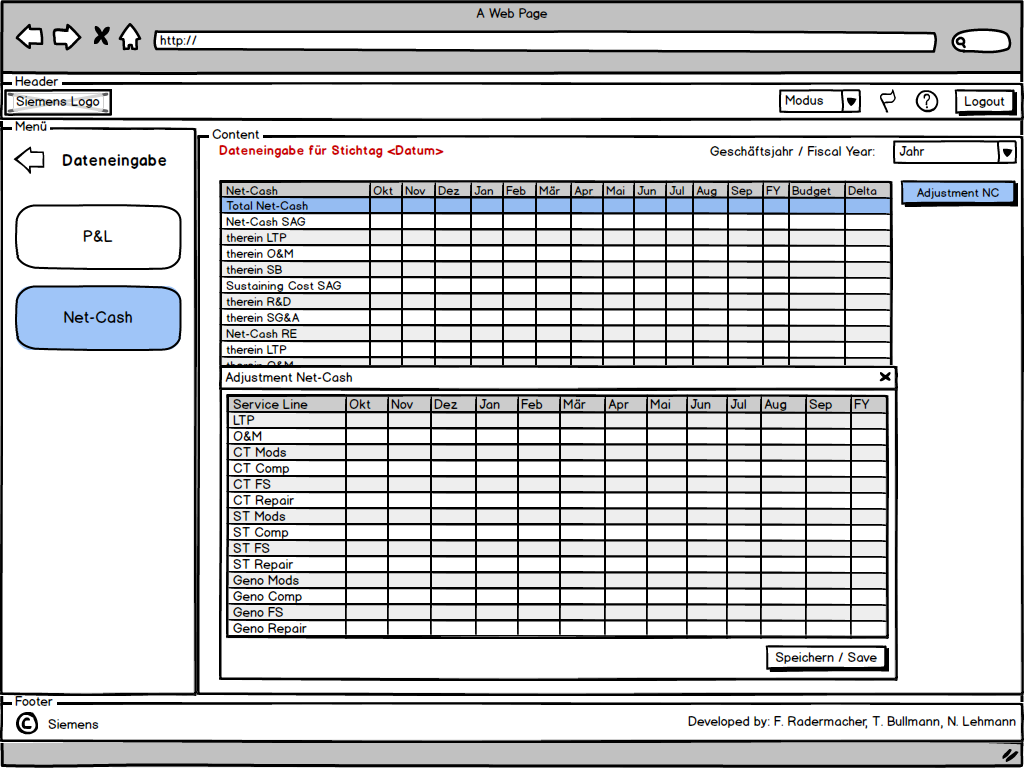 A Web Page
http://
Header
Siemens Logo
Modus
?
Logout
Menü
Dateneingabe
P&L
Net-Cash
Content
Dateneingabe für Stichtag <Datum>
Geschäftsjahr / Fiscal Year:
Jahr
Adjustment NC
Net-Cash Okt Nov Dez Jan Feb Mär Apr Mai Jun Jul Aug Sep FY Budget Delta
Total Net-Cash
Net-Cash SAG
therein LTP
therein O&M
therein SB
Sustaining Cost SAG
therein R&D
therein SG&A
Net-Cash RE
therein LTP
therein O&M
Adjustment Net-Cash
Service Line Okt Nov Dez Jan Feb Mär Apr Mai Jun Jul Aug Sep FY
LTP
O&M
CT Mods
CT Comp
CT FS
CT Repair
ST Mods
ST Comp
ST FS
ST Repair
Geno Mods
Geno Comp
Geno FS
Geno Repair
Speichern / Save
Footer
© Siemens
Developed by: F. Radermacher, T. Bullmann, N. Lehmann